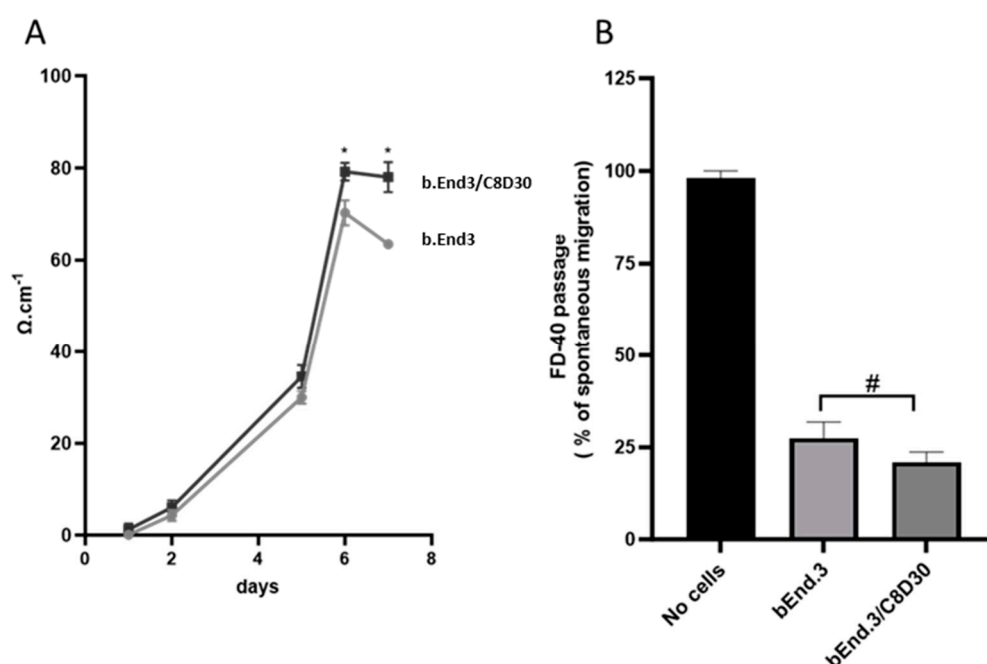 A
100
80
60
40
20
0
0
2
4
6
8
Ω.cm-1
days
*
*
b.End3/C8D30
b.End3
B
125
100
75
50
25
0
FD-40 passage
( % of spontaneous migration)
#
No cells
bEnd.3
bEnd.3/C8D30